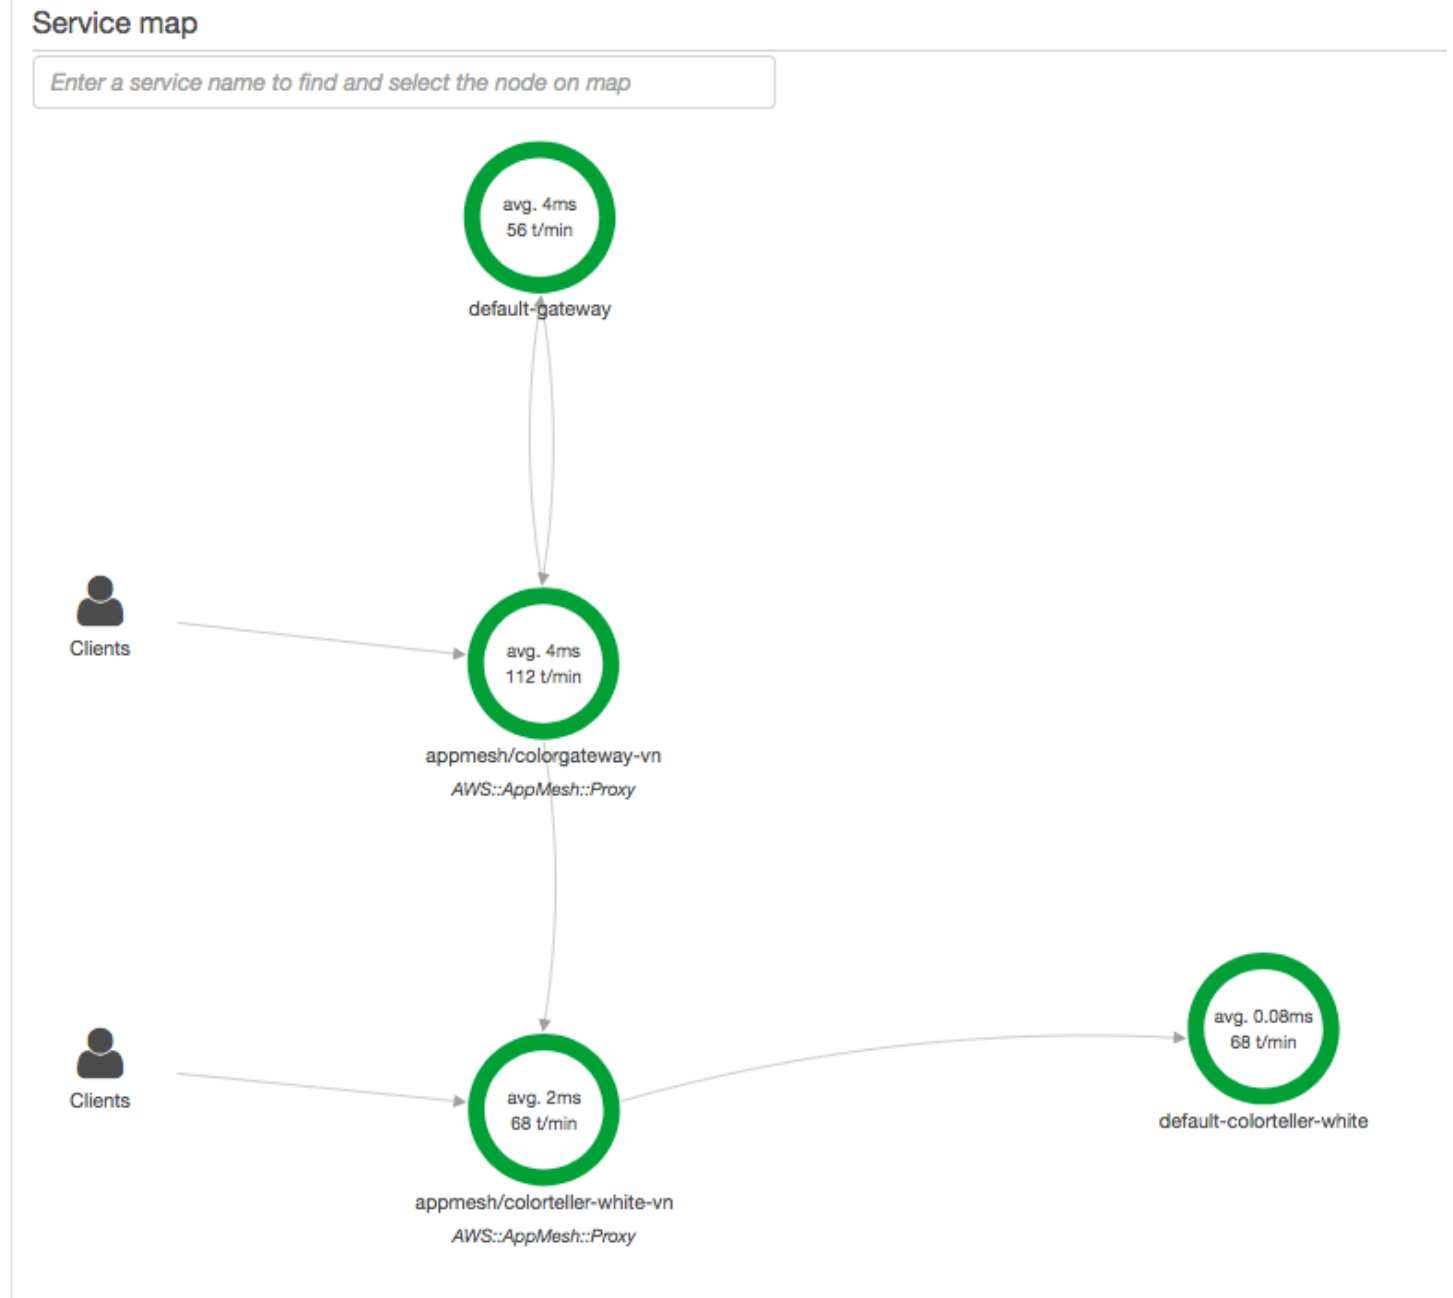 Service map
Enter a service name to find and select the node on map
avg. 4ms
56 t/min
default-gateway
Clients
avg. 4ms
112 t/min
appmesh/colorgateway-vn
AWS::AppMesh::Proxy
avg. 0.08ms
68 t/min
default-colorteller-white
Clients
avg. 2ms
68 t/min
appmesh/colorteller-white-vn
AWS::AppMesh::Proxy